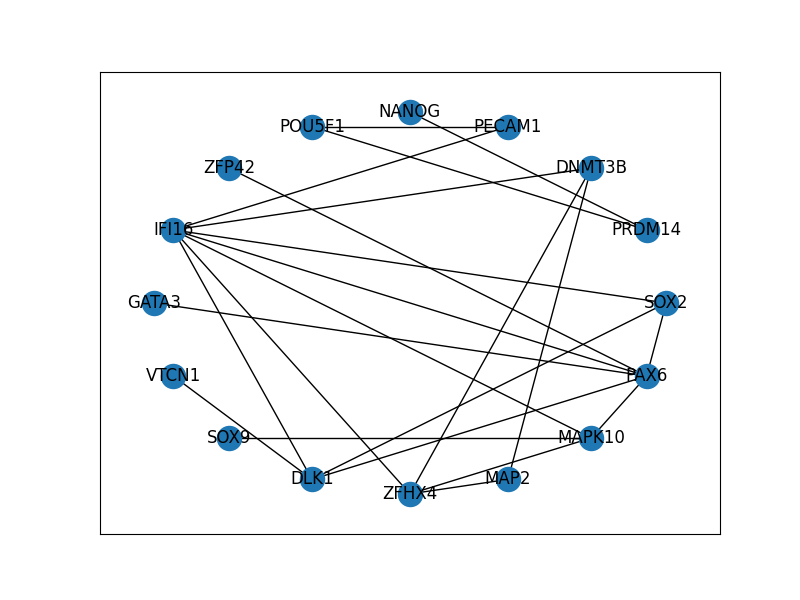 NANOG
POU5F1
PECAM1
ZFP42
DNMT3B
IFI16
PRDM14
GATA3
SOX2
VTCN1
PAX6
SOX9
MAPK10
DLK1
MAP2
ZFHX4